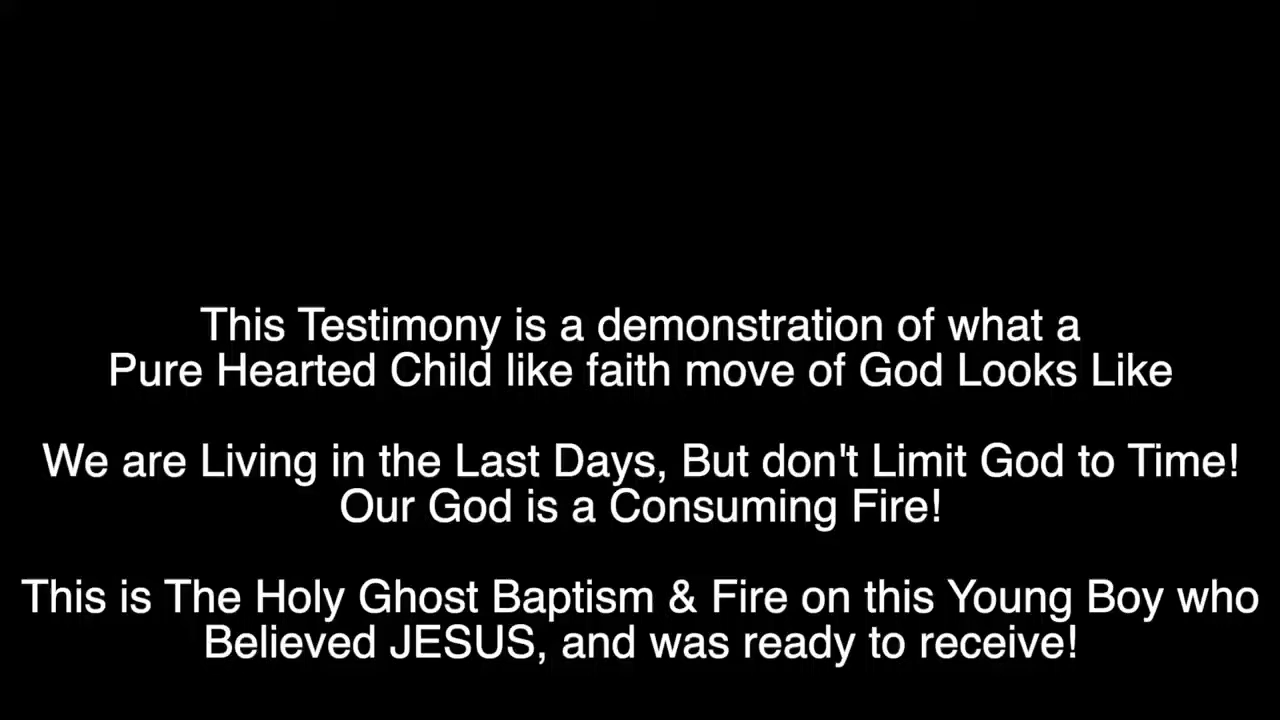 This Testimony is a demonstration of what a
Pure Hearted Child like faith move of God Looks Like
We are Living in the Last Days, But don't Limit God to Time!
Our God is a Consuming Fire!
This is The Holy Ghost Baptism & Fire on this Young Boy who
Believed JESUS, and was ready to receive!